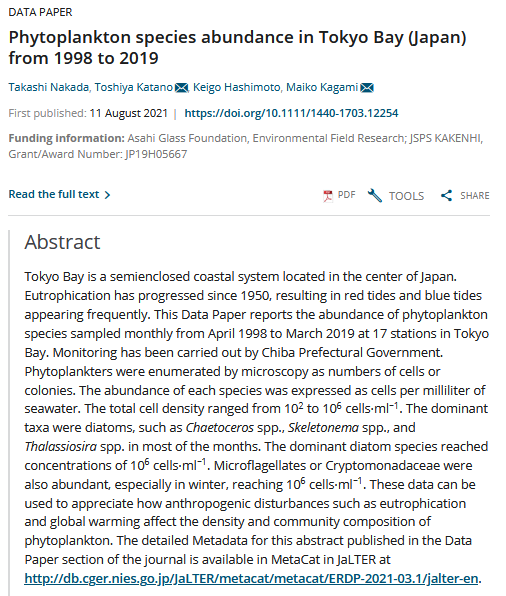 DATA PAPER
Phytoplankton species abundance in Tokyo Bay (Japan)
from 1998 to 2019
Takashi Nakada, Toshiya Katano, Keigo Hashimoto, Maiko Kagami
First published: 11 August 2021 | https://doi.org/10.1111/1440-1703.12254
Funding information: Asahi Glass Foundation, Environmental Field Research; JSPS KAKENHI,
Grant/Award Number: JP19H05667
Read the full text >
PDF TOOLS SHARE
Abstract
Tokyo Bay is a semienclosed coastal system located in the center of Japan.
Eutrophication has progressed since 1950, resulting in red tides and blue tides
appearing frequently. This Data Paper reports the abundance of phytoplankton
species sampled monthly from April 1998 to March 2019 at 17 stations in Tokyo
Bay. Monitoring has been carried out by Chiba Prefectural Government.
Phytoplankters were enumerated by microscopy as numbers of cells or
colonies. The abundance of each species was expressed as cells per milliliter of
seawater. The total cell density ranged from 10² to 10⁶ cells·ml⁻¹. The dominant
taxa were diatoms, such as Chaetoceros spp., Skeletonema spp., and
Thalassiosira spp. in most of the months. The dominant diatom species reached
concentrations of 10⁶ cells·ml⁻¹. Microflagellates or Cryptomonadaceae were
also abundant, especially in winter, reaching 10⁶ cells·ml⁻¹. These data can be
used to appreciate how anthropogenic disturbances such as eutrophication
and global warming affect the density and community composition of
phytoplankton. The detailed Metadata for this abstract published in the Data
Paper section of the journal is available in MetaCat in JaLTER at
http://db.cger.nies.go.jp/JaLTER/metacat/metacat/ERDP-2021-03.1/jalter-en.